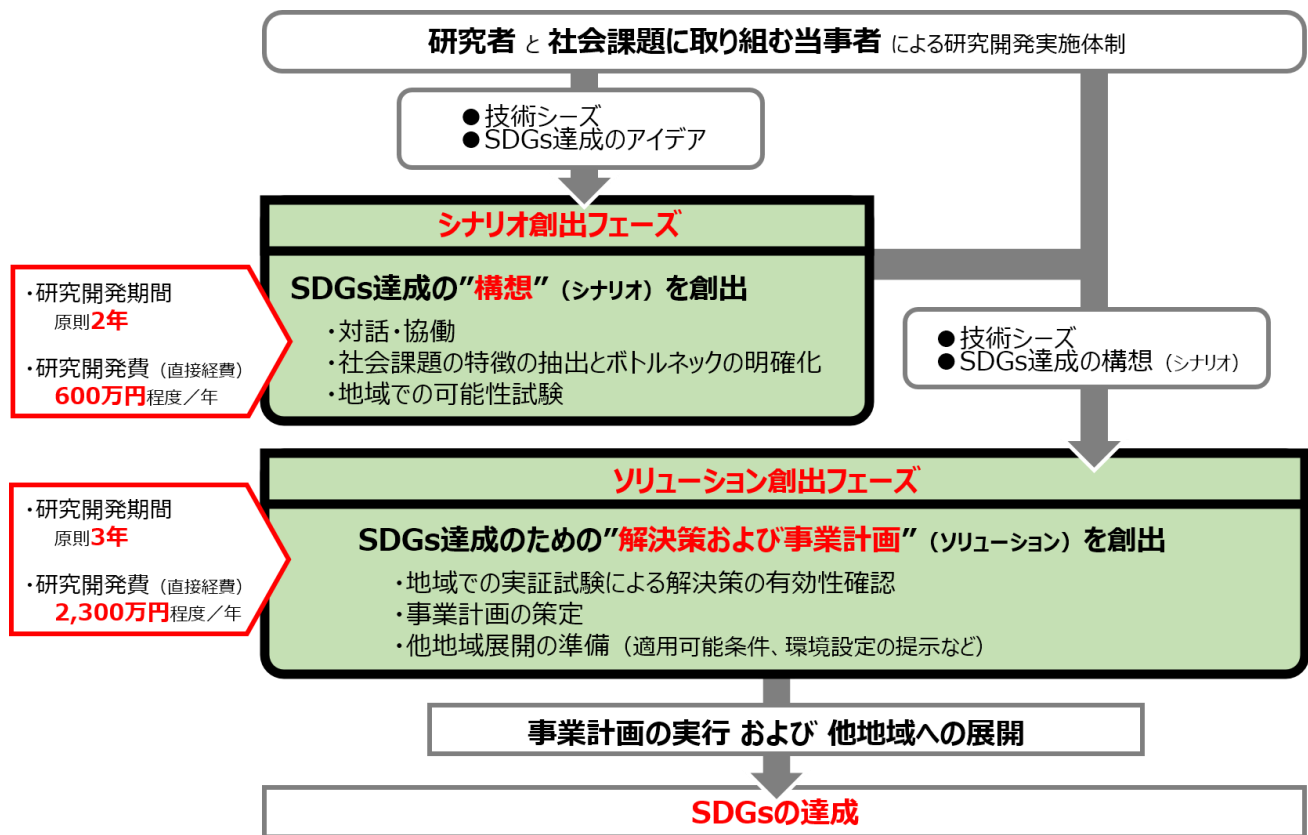 研究者 と 社会課題に取り組む当事者 による研究開発実施体制
●技術シーズ
●SDGs達成のアイデア
シナリオ創出フェーズ
SDGs達成の”構想”（シナリオ）を創出
・対話・協働
・社会課題の特徴の抽出とボトルネックの明確化
・地域での可能性試験
・研究開発期間
原則2年
・研究開発費（直接経費）
600万円程度／年
●技術シーズ
●SDGs達成の構想（シナリオ）
ソリューション創出フェーズ
SDGs達成のための”解決策および事業計画”（ソリューション）を創出
・地域での実証試験による解決策の有効性確認
・事業計画の策定
・他地域展開の準備（適用可能条件、環境設定の提示など）
・研究開発期間
原則3年
・研究開発費（直接経費）
2,300万円程度／年
事業計画の実行 および 他地域への展開
SDGsの達成